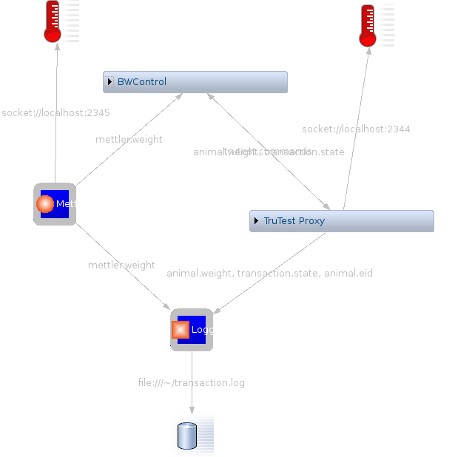 BWControl
socket://localhost:2345
socket://localhost:2344
mettler.weight
animal.weight, transaction.state
Mett
TruTest Proxy
mettler.weight
animal.weight, transaction.state, animal.eid
Logg
file:///~/transaction.log